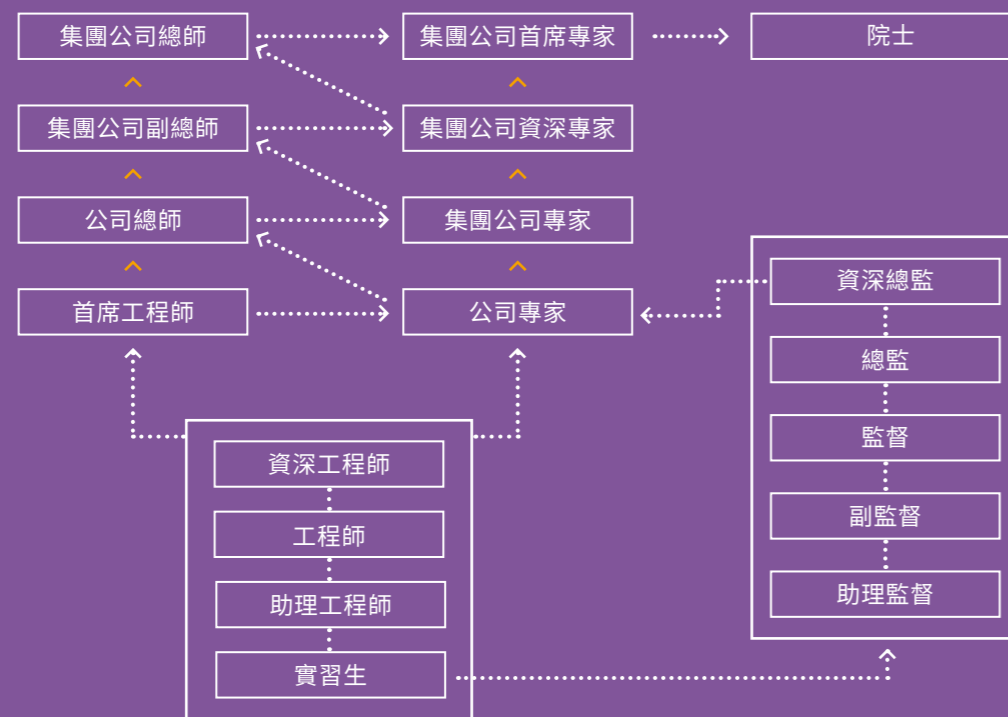 集團公司總師
集團公司首席專家
院士
集團公司副總師
集團公司資深專家
公司總師
集團公司專家
首席工程師
公司專家
資深總監
總監
監督
副監督
助理監督
資深工程師
工程師
助理工程師
實習生